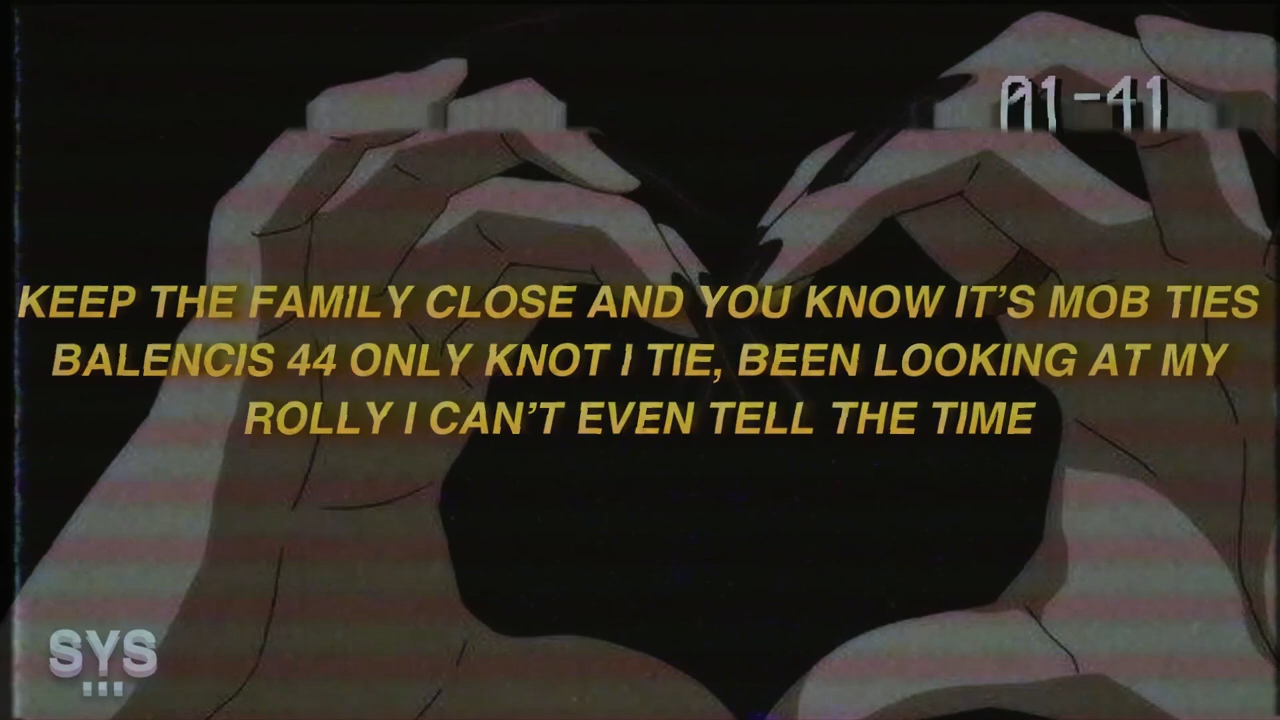 01-41
KEEP THE FAMILY CLOSE AND YOU KNOW IT'S MOB TIES
BALENCIS 44 ONLY KNOT I TIE, BEEN LOOKING AT MY
ROLLY I CAN'T EVEN TELL THE TIME
SYS